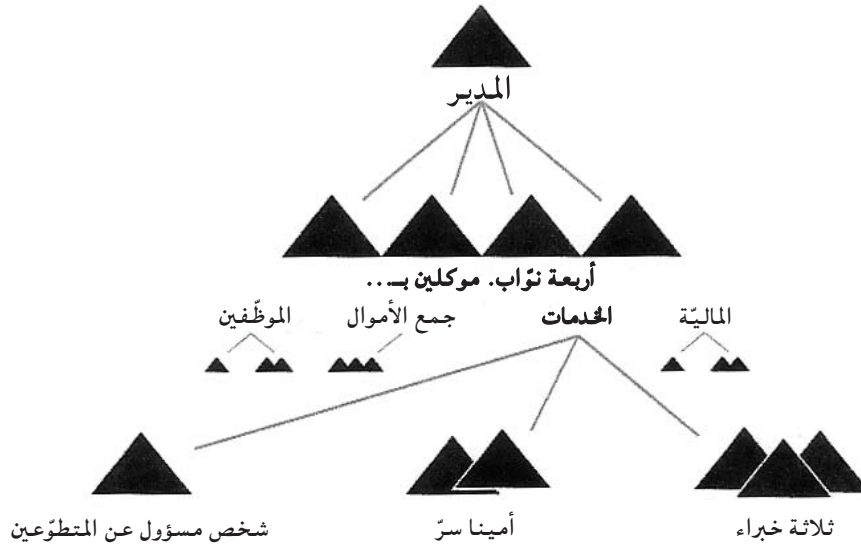 المديـر
أربعة نوّاب. موكلين بـ...
الماليّة
الخدمات
جمع الأموال
الموظّفين
ثلاثة خبراء
أمينا سرّ
شخص مسؤول عن المتطوّعين